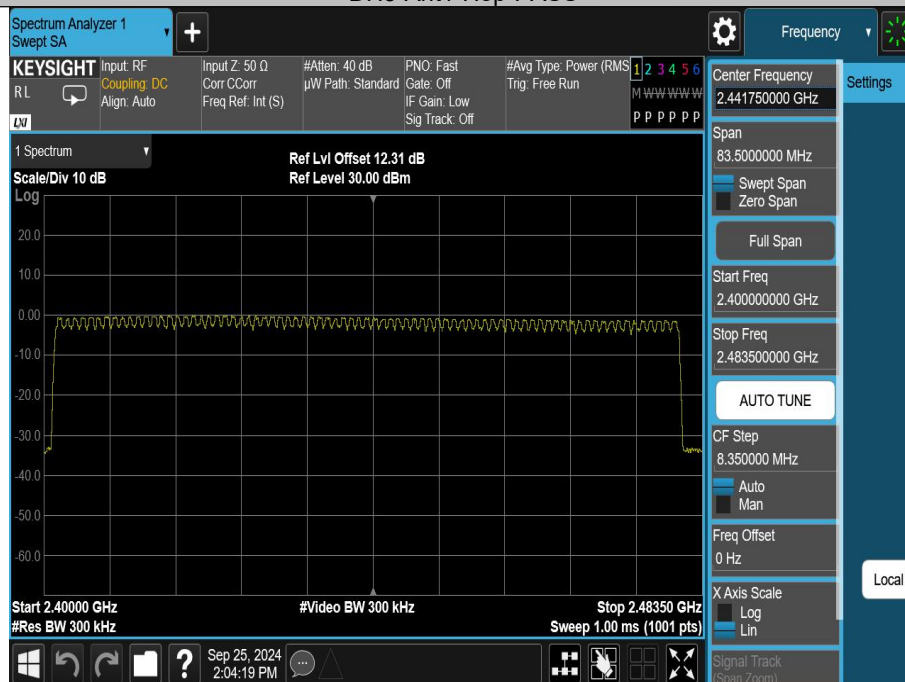 Spectrum Analyzer 1
Swept SA
+
Frequency
KEYSIGHT
RL
LXI
Input: RF
Coupling: DC
Align: Auto
Input Z: 50 Ω
Corr CCorr
Freq Ref: Int (S)
#Atten: 40 dB
µW Path: Standard
PNO: Fast
Gate: Off
IF Gain: Low
Sig Track: Off
#Avg Type: Power (RMS
Trig: Free Run
1 2 3 4 5 6
M W W W W W
P P P P P P
1 Spectrum
Scale/Div 10 dB
Ref Lvl Offset 12.31 dB
Ref Level 30.00 dBm
Log
20.0
10.0
0.00
-10.0
-20.0
-30.0
-40.0
-50.0
-60.0
Start 2.40000 GHz
#Video BW 300 kHz
Stop 2.48350 GHz
#Res BW 300 kHz
Sweep 1.00 ms (1001 pts)
Center Frequency
2.441750000 GHz
Settings
Span
83.5000000 MHz
Swept Span
Zero Span
Full Span
Start Freq
2.400000000 GHz
Stop Freq
2.483500000 GHz
AUTO TUNE
CF Step
8.350000 MHz
Auto
Man
Freq Offset
0 Hz
Local
X Axis Scale
Log
Lin
Signal Track
(Span Zoom)
?
Sep 25, 2024
2:04:19 PM